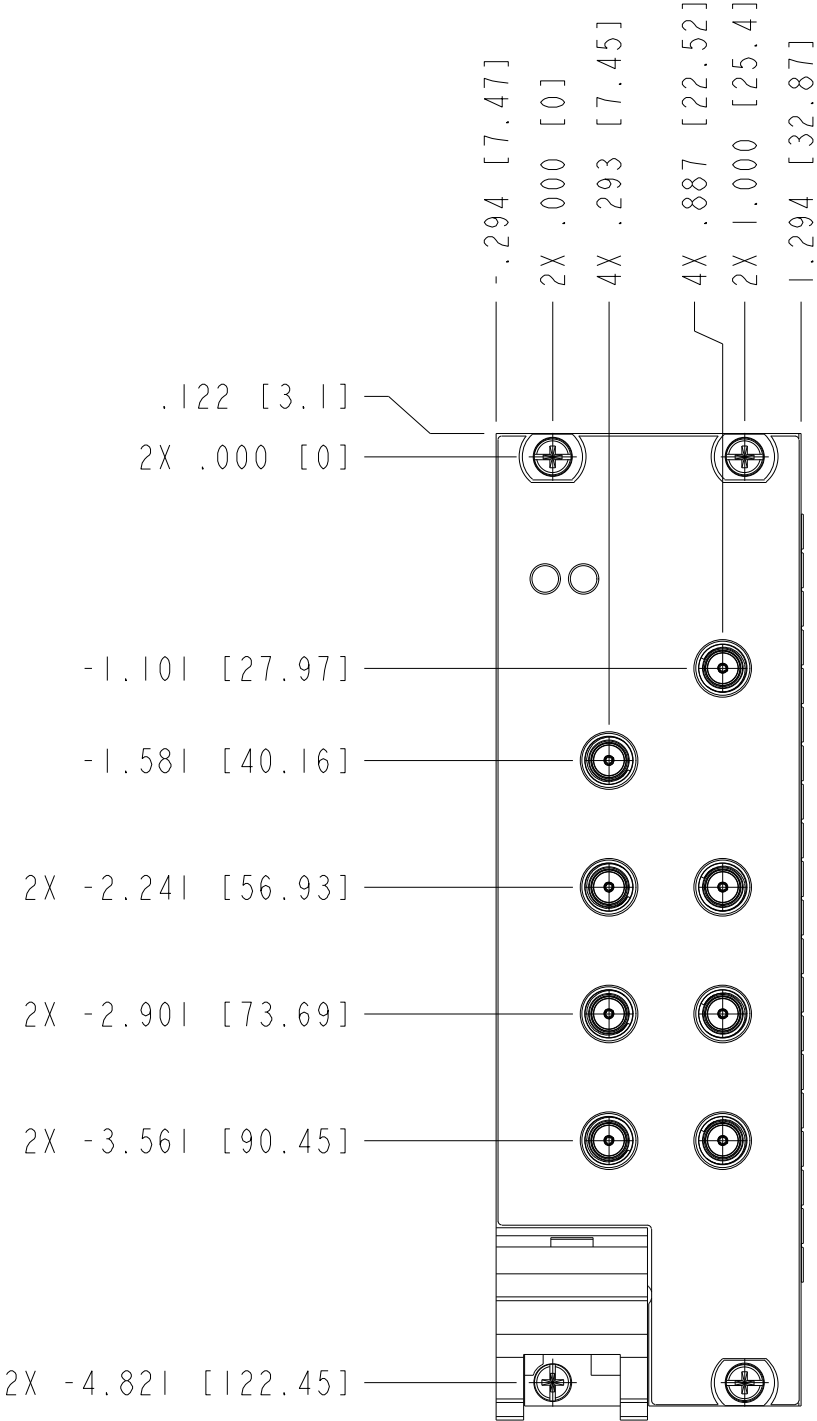 -.294 [7.47]
2X .000 [0]
4X .293 [7.45]
4X .887 [22.52]
2X 1.000 [25.4]
1.294 [32.87]
.122 [3.1]
2X .000 [0]
-1.101 [27.97]
-1.581 [40.16]
2X -2.241 [56.93]
2X -2.901 [73.69]
2X -3.561 [90.45]
2X -4.821 [122.45]